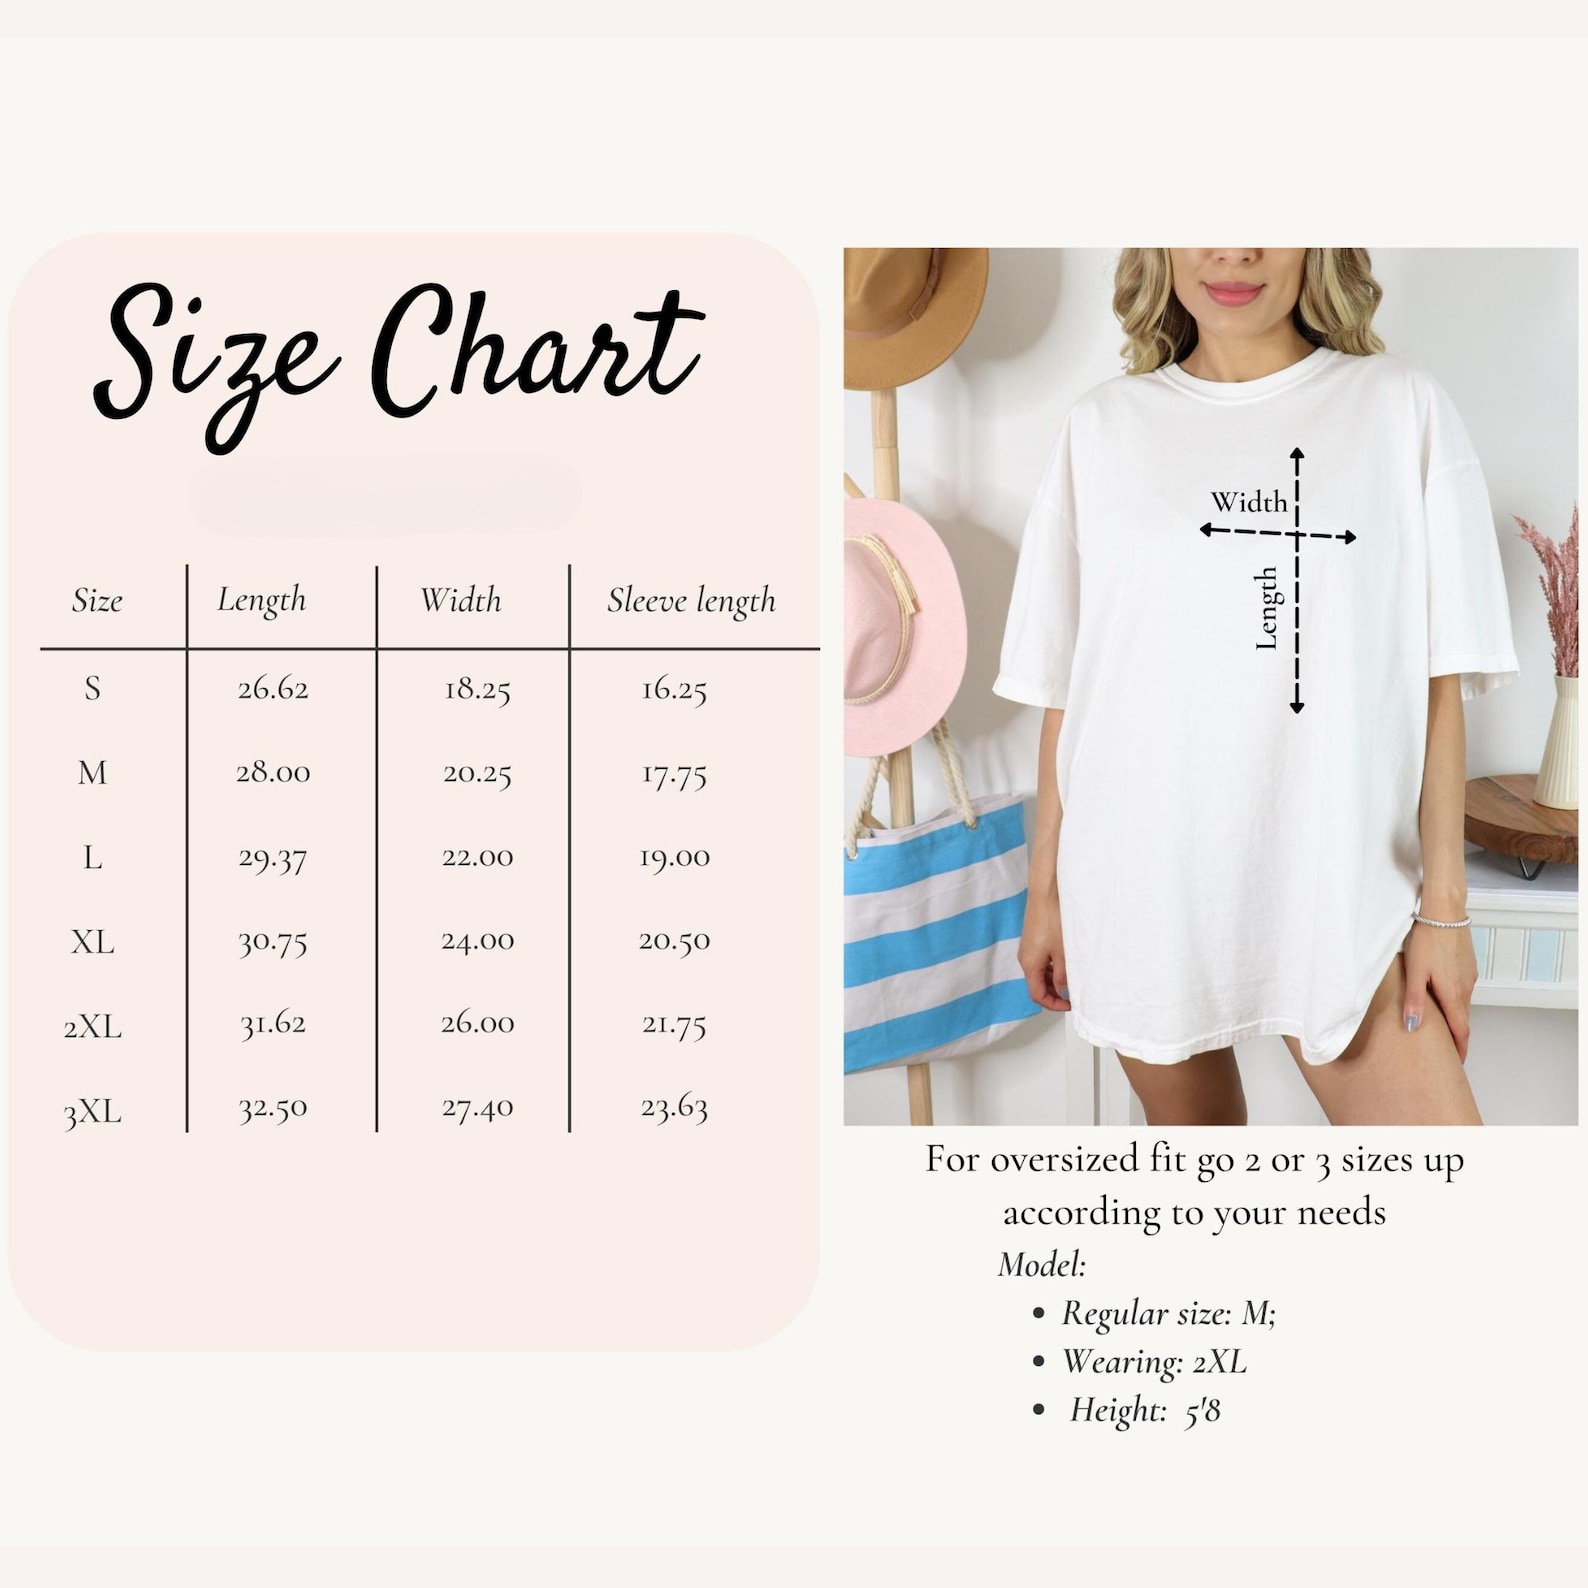 Size Chart
Size Length Width Sleeve length
S 26.62 18.25 16.25
M 28.00 20.25 17.75
L 29.37 22.00 19.00
XL 30.75 24.00 20.50
2XL 31.62 26.00 21.75
3XL 32.50 27.40 23.63
Width
Length
For oversized fit go 2 or 3 sizes up
according to your needs
Model:
• Regular size: M;
• Wearing: 2XL
• Height: 5'8